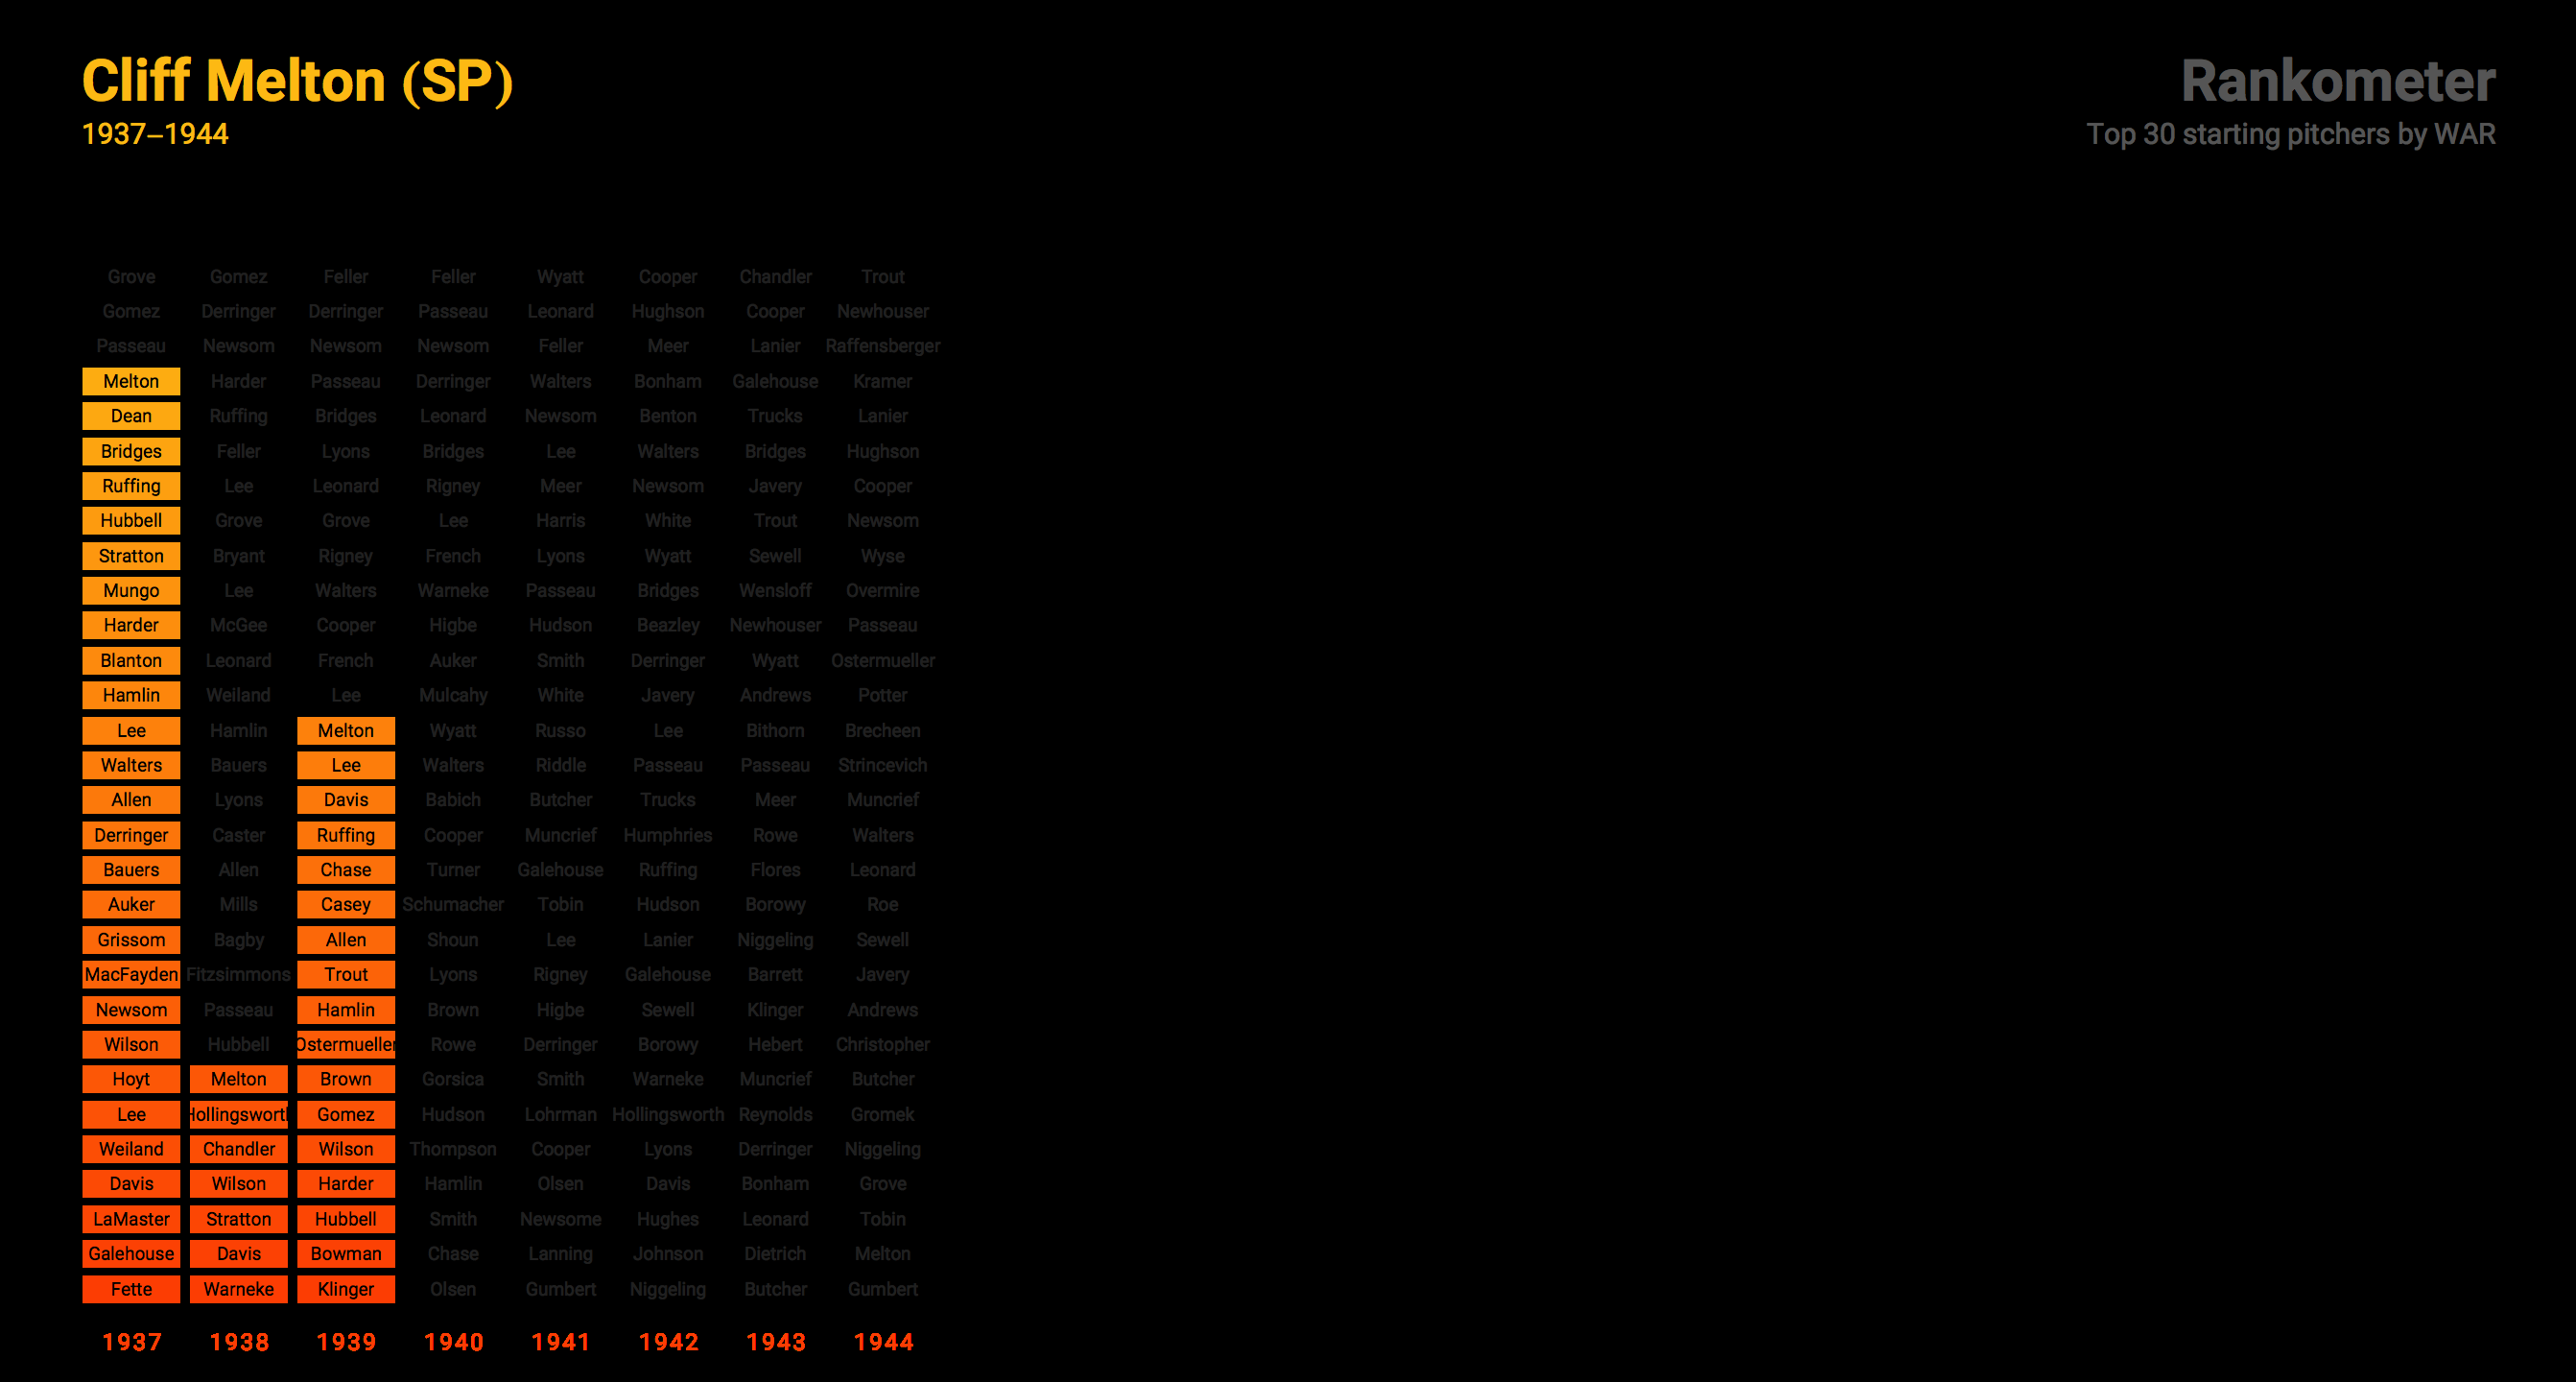 Cliff Melton (SP)
1937–1944
Rankometer
Top 30 starting pitchers by WAR
Grove Gomez Feller Feller Wyatt Cooper Chandler Trout
Gomez Derringer Derringer Passeau Leonard Hughson Cooper Newhouser
Passeau Newsom Newsom Newsom Feller Meer Lanier Raffensberger
Melton Harder Passeau Derringer Walters Bonham Galehouse Kramer
Dean Ruffing Bridges Leonard Newsom Benton Trucks Lanier
Bridges Feller Lyons Bridges Lee Walters Bridges Hughson
Ruffing Lee Leonard Rigney Meer Newsom Javery Cooper
Hubbell Grove Grove Lee Harris White Trout Newsom
Stratton Bryant Rigney French Lyons Wyatt Sewell Wyse
Mungo Lee Walters Warneke Passeau Bridges Wensloff Overmire
Harder McGee Cooper Higbe Hudson Beazley Newhouser Passeau
Blanton Leonard French Auker Smith Derringer Wyatt Ostermueller
Hamlin Weiland Lee Mulcahy White Javery Andrews Potter
Lee Hamlin Melton Wyatt Russo Lee Bithorn Brecheen
Walters Bauers Lee Walters Riddle Passeau Passeau Strincevich
Allen Lyons Davis Babich Butcher Trucks Meer Muncrief
Derringer Caster Ruffing Cooper Muncrief Humphries Rowe Walters
Bauers Allen Chase Turner Galehouse Ruffing Flores Leonard
Auker Mills Casey Schumacher Tobin Hudson Borowy Roe
Grissom Bagby Allen Shoun Lee Lanier Niggeling Sewell
MacFayden Fitzsimmons Trout Lyons Rigney Galehouse Barrett Javery
Newsom Passeau Hamlin Brown Higbe Sewell Klinger Andrews
Wilson Hubbell Ostermueller Rowe Derringer Borowy Hebert Christopher
Hoyt Melton Brown Gorsica Smith Warneke Muncrief Butcher
Lee Hollingsworth Gomez Hudson Lohrman Hollingsworth Reynolds Gromek
Weiland Chandler Wilson Thompson Cooper Lyons Derringer Niggeling
Davis Wilson Harder Hamlin Olsen Davis Bonham Grove
LaMaster Stratton Hubbell Smith Newsome Hughes Leonard Tobin
Galehouse Davis Bowman Chase Lanning Johnson Dietrich Melton
Fette Warneke Klinger Olsen Gumbert Niggeling Butcher Gumbert
1937 1938 1939 1940 1941 1942 1943 1944